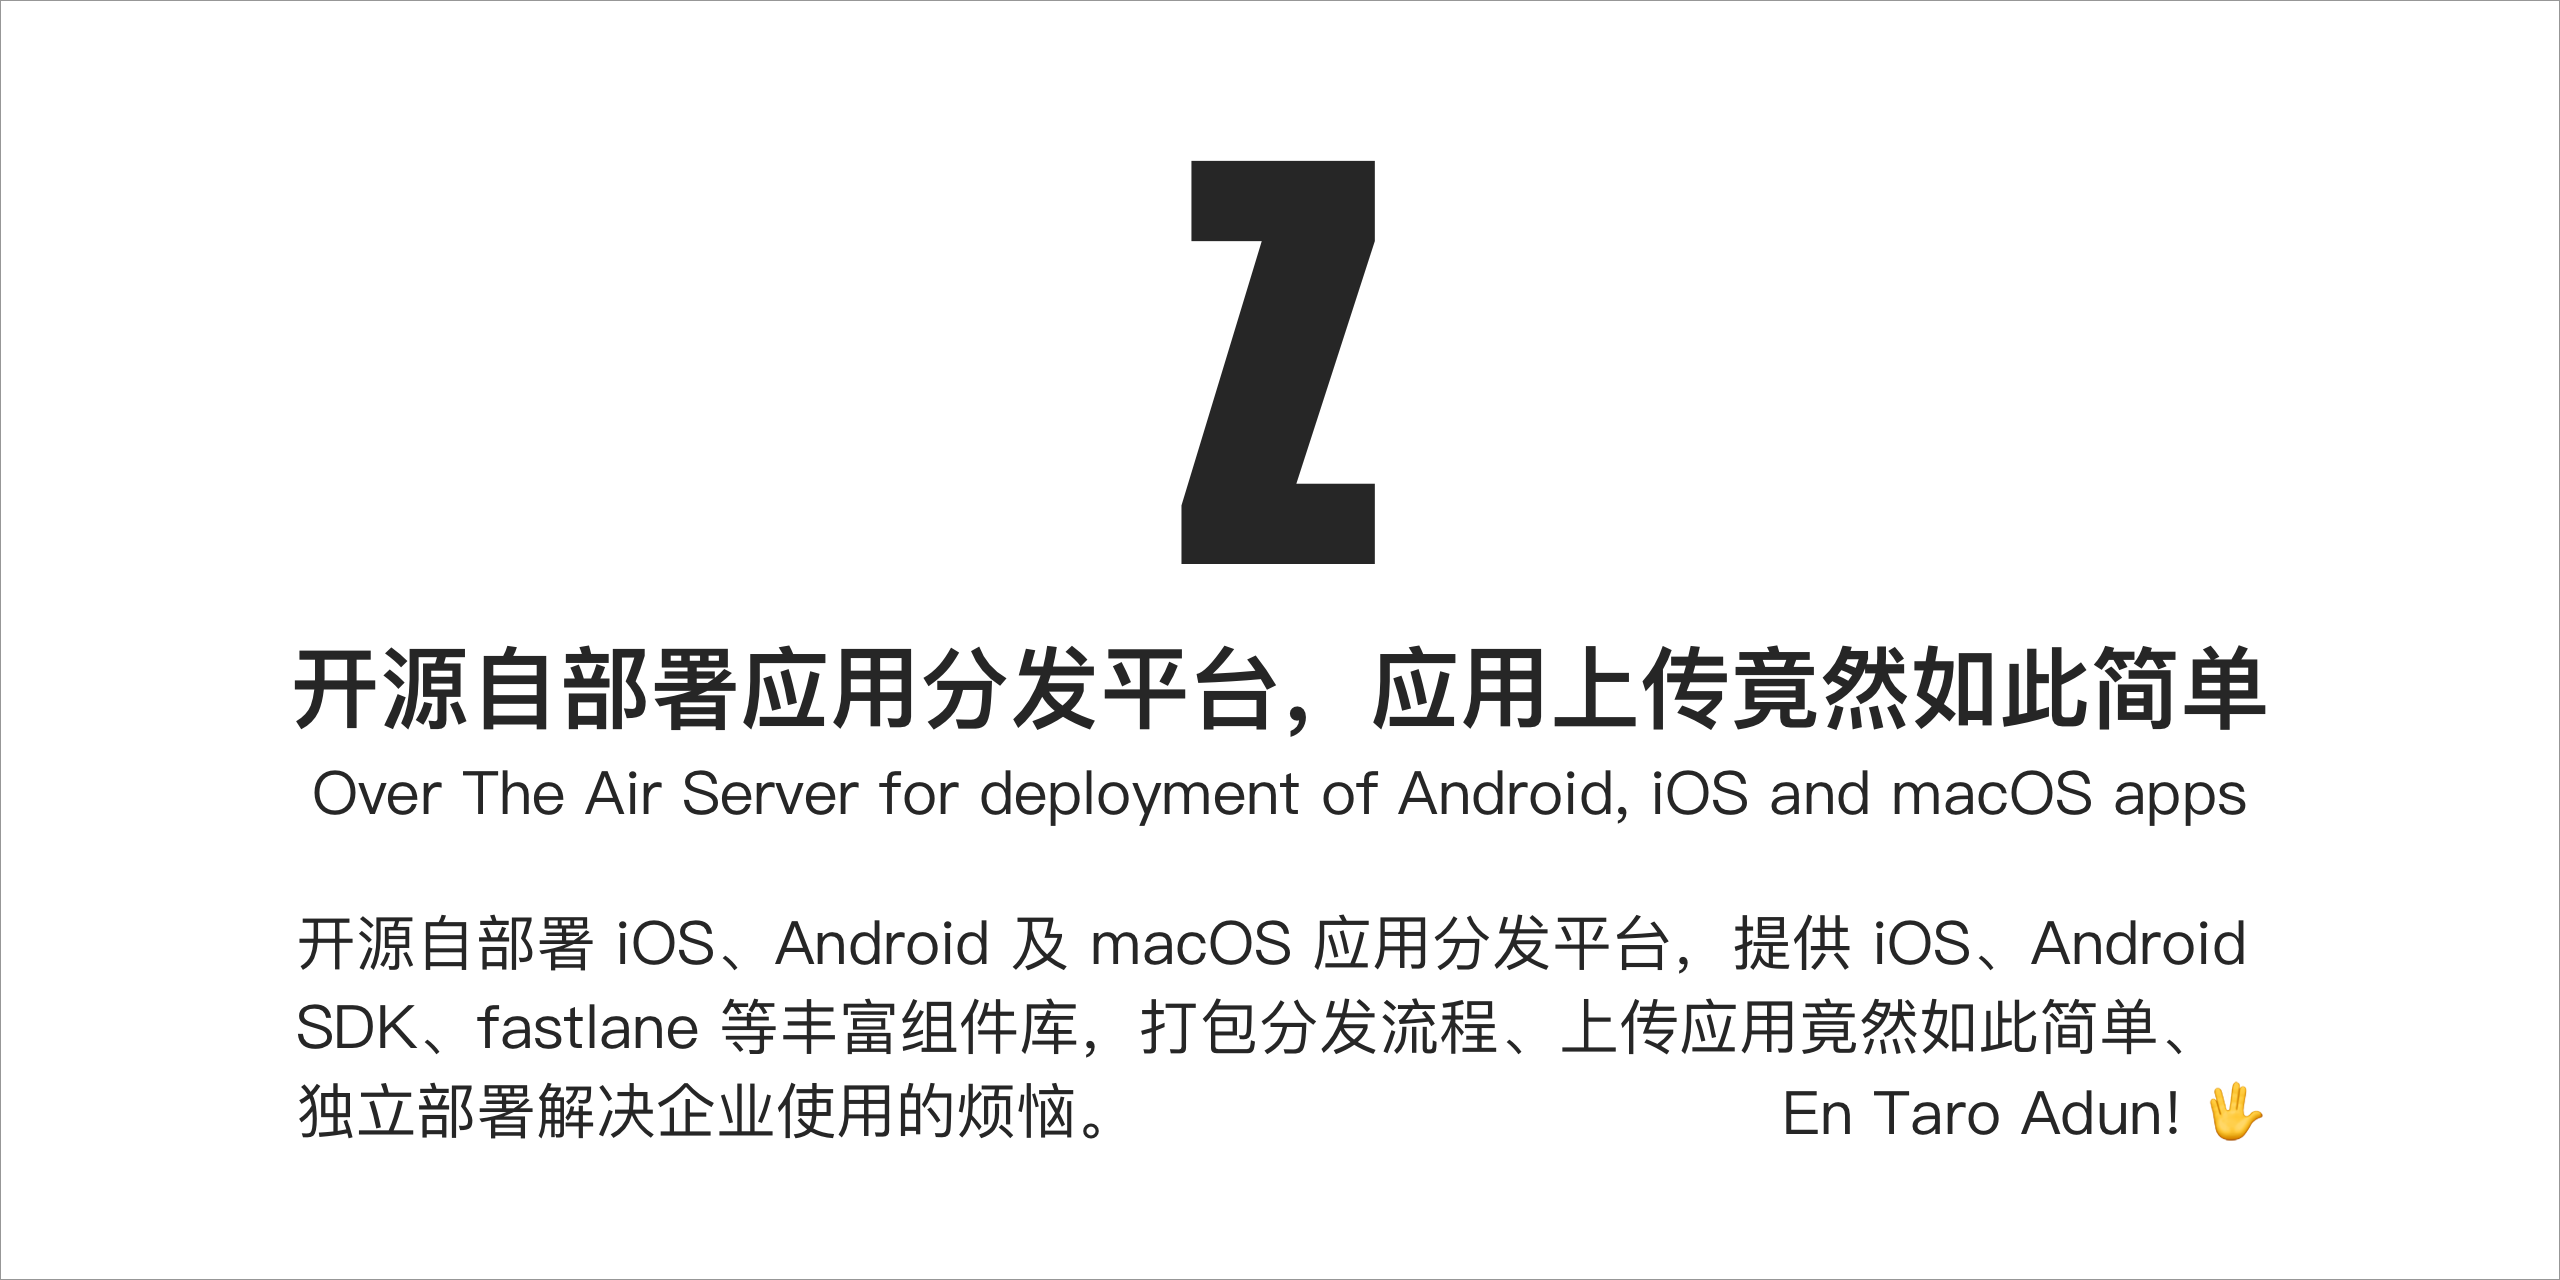 Z
开源自部署应用分发平台，应用上传竟然如此简单
Over The Air Server for deployment of Android, iOS and macOS apps
开源自部署 iOS、Android 及 macOS 应用分发平台，提供 iOS、Android
SDK、fastlane 等丰富组件库，打包分发流程、上传应用竟然如此简单、
独立部署解决企业使用的烦恼。
En Taro Adun! 🖖